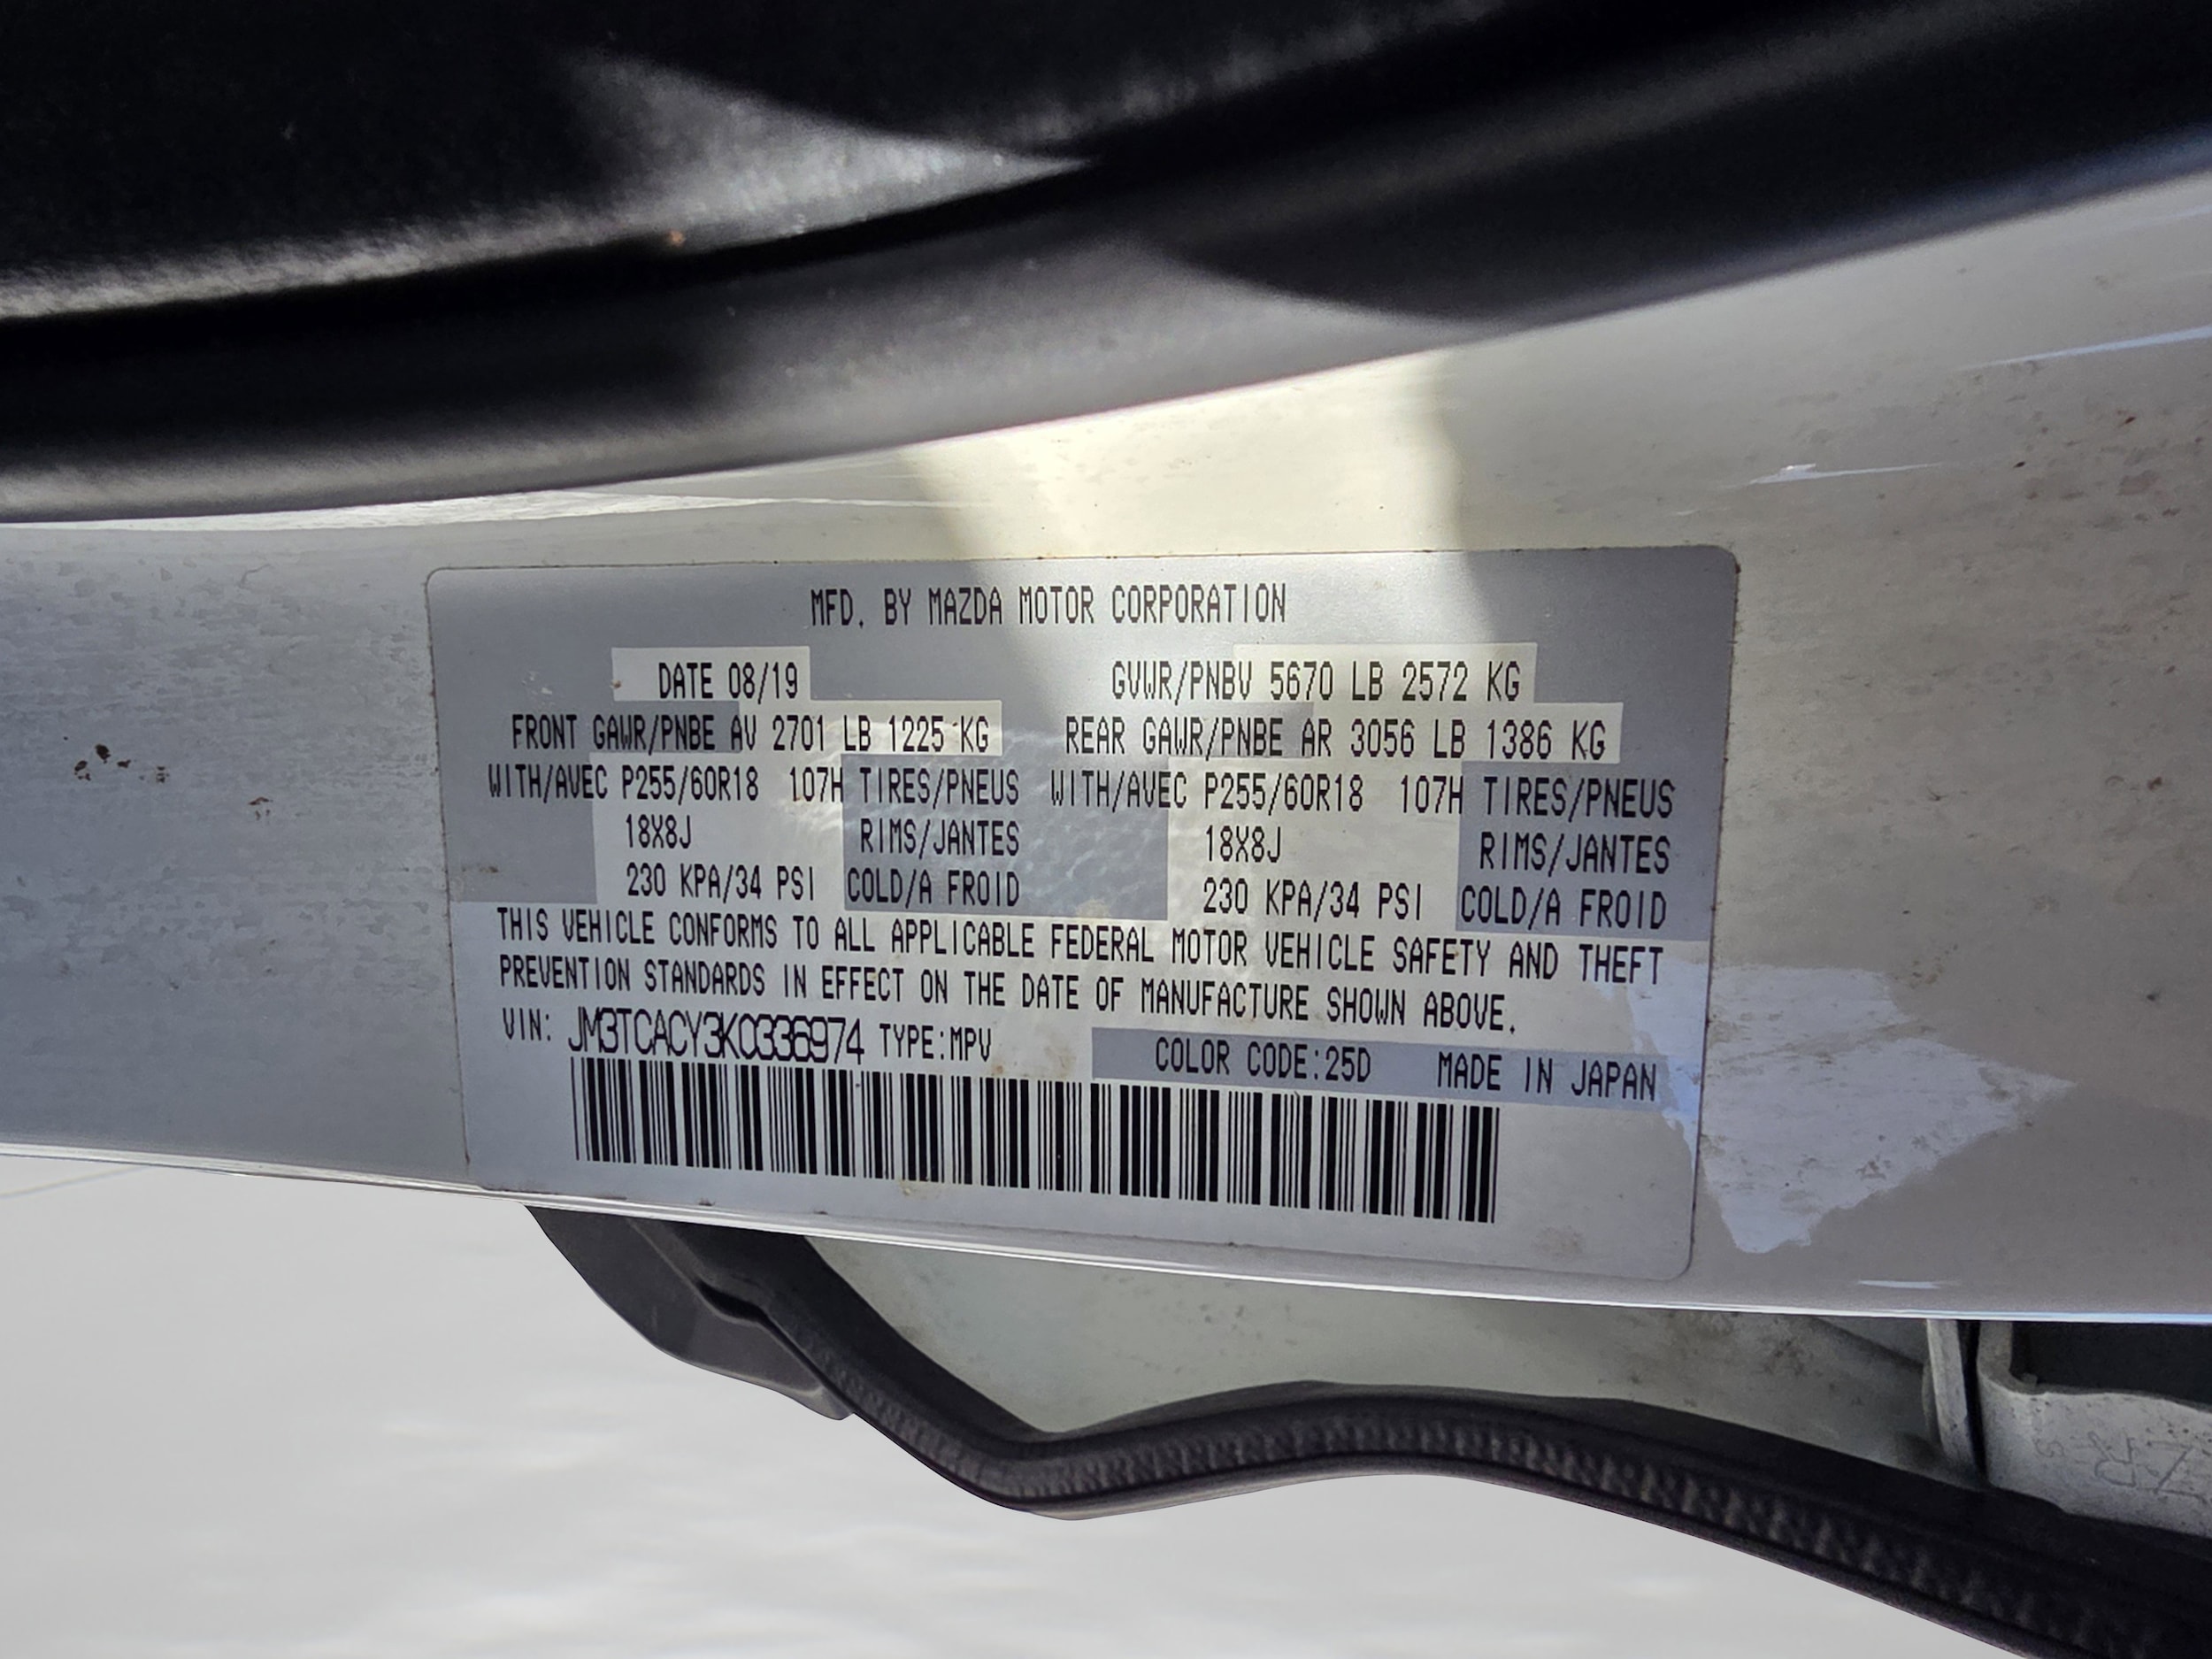 MFD. BY MAZDA MOTOR CORPORATION
DATE 08/19 GVWR/PNBV 5670 LB 2572 KG
FRONT GAWR/PNBE AV 2701 LB 1225 KG REAR GAWR/PNBE AR 3056 LB 1386 KG
WITH/AVEC P255/60R18 107H TIRES/PNEUS WITH/AVEC P255/60R18 107H TIRES/PNEUS
18X8J RIMS/JANTES 18X8J RIMS/JANTES
230 KPA/34 PSI COLD/A FROID 230 KPA/34 PSI COLD/A FROID
THIS VEHICLE CONFORMS TO ALL APPLICABLE FEDERAL MOTOR VEHICLE SAFETY AND THEFT
PREVENTION STANDARDS IN EFFECT ON THE DATE OF MANUFACTURE SHOWN ABOVE.
VIN: JM3TCACY3K0336974 TYPE:MPV COLOR CODE:25D MADE IN JAPAN